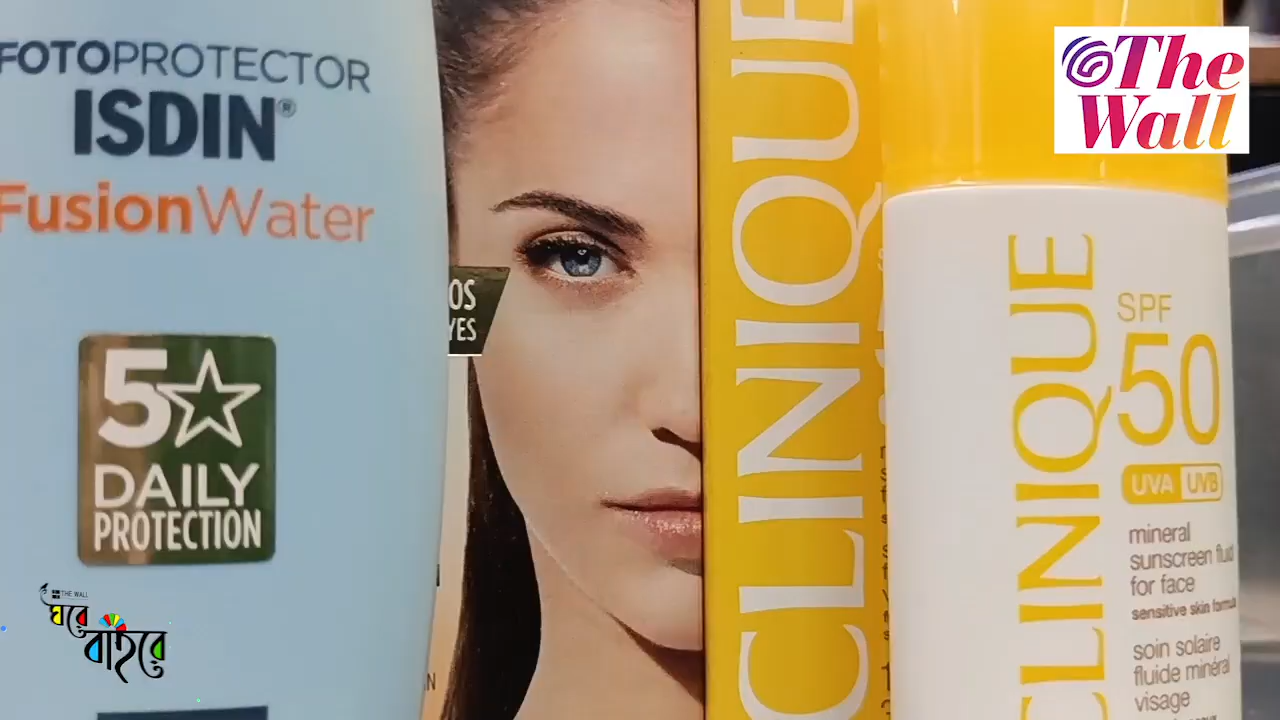 FOTOPROTECTOR
ISDIN®
FusionWater
5
DAILY
PROTECTION
OS
YES
CLINIQUE
CLINIQUE
SPF
50
UVA UVB
mineral
sunscreen fluid
for face
sensitive skin formula
soin solaire
fluide minéral
visage
The
Wall
THE WALL
ঘরে
বাইরে